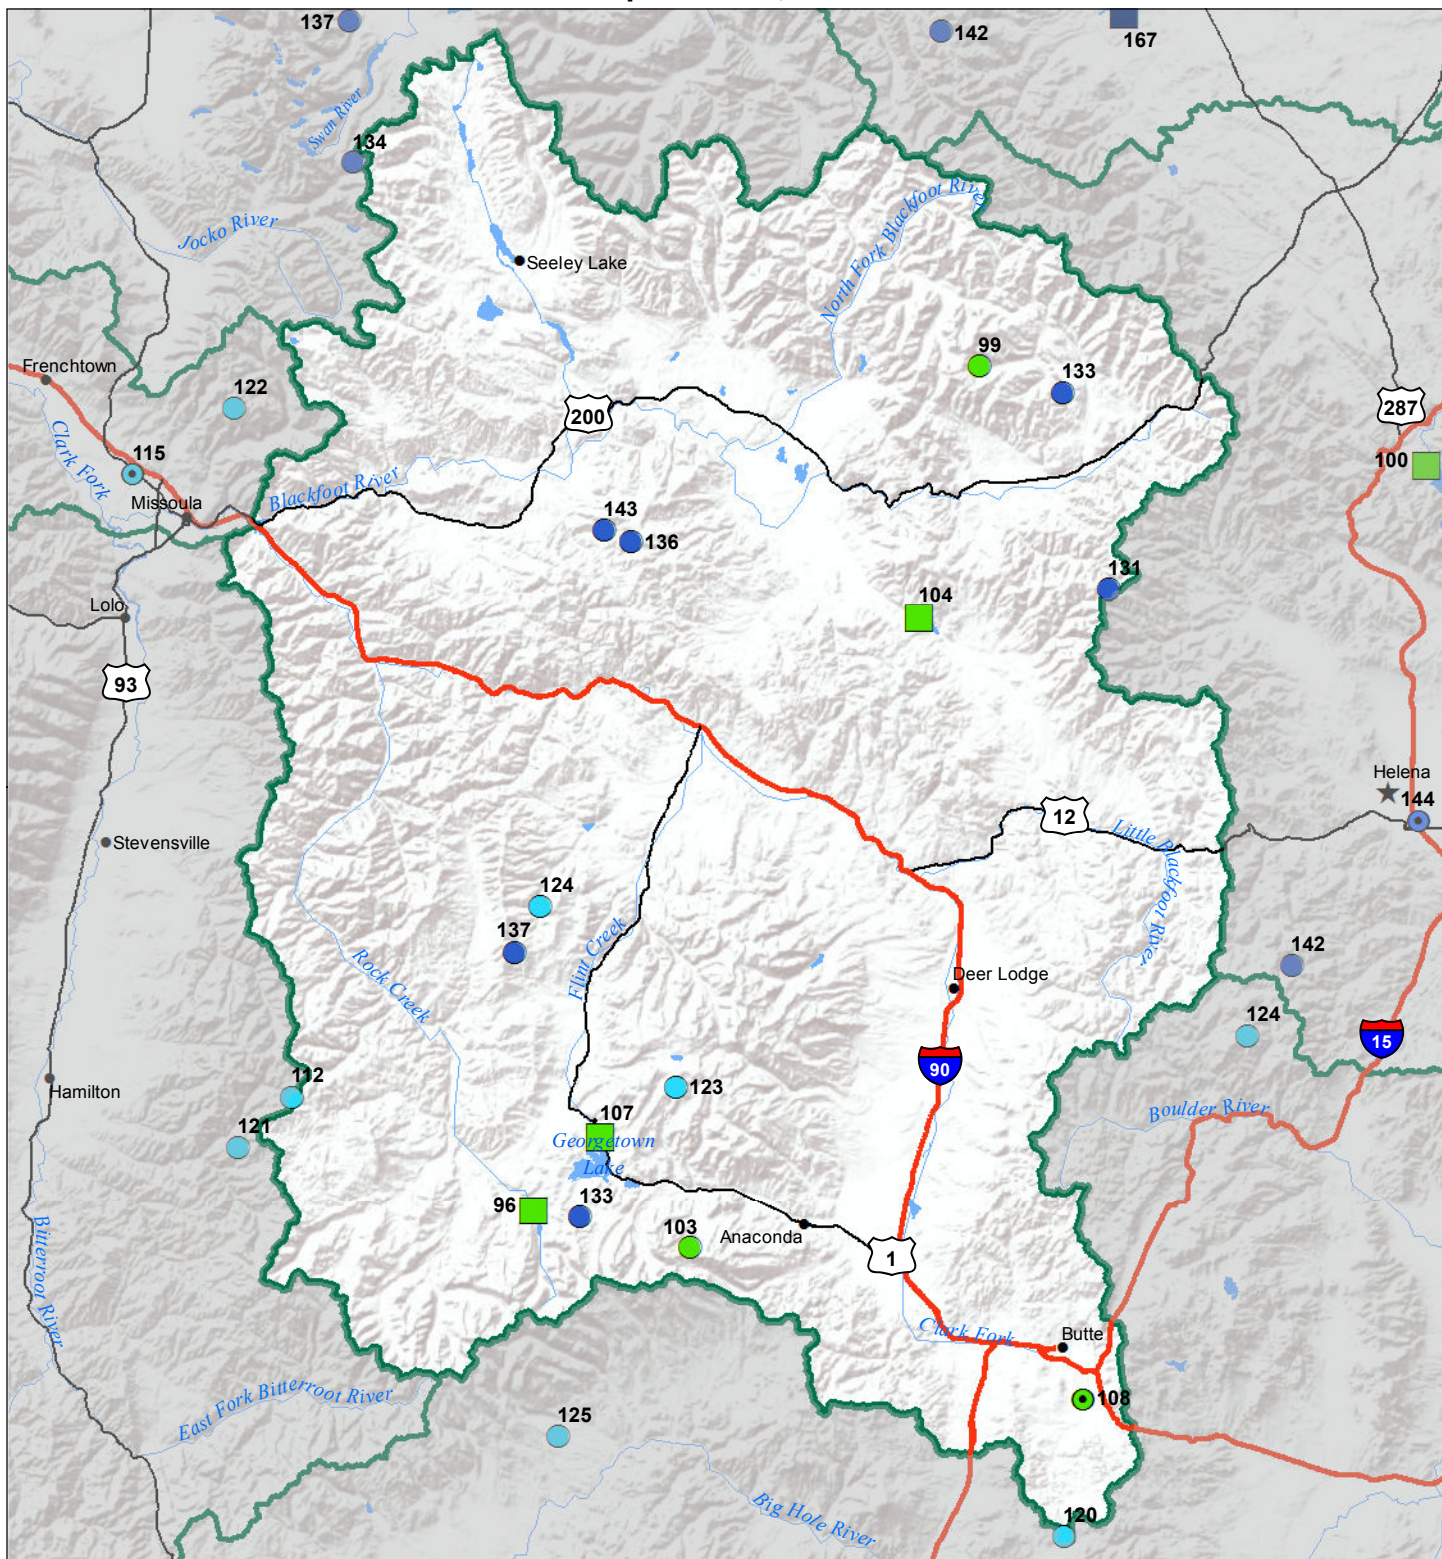 137
142
167
Swan River
134
Jocko River
North Fork Blackfoot River
Seeley Lake
99
133
Frenchtown
122
200
287
Clark Fork
115
100
Blackfoot River
Missoula
143
136
131
Lolo
104
93
Helena
144
12
Little Blackfoot River
Stevensville
124
137
Flint Creek
Rock Creek
142
Deer Lodge
124
15
90
112
Hamilton
123
107
Boulder River
121
Georgetown
Lake
96
133
103
Anaconda
1
Bitterroot River
Clark Fork
Butte
East Fork Bitterroot River
108
125
Big Hole River
120